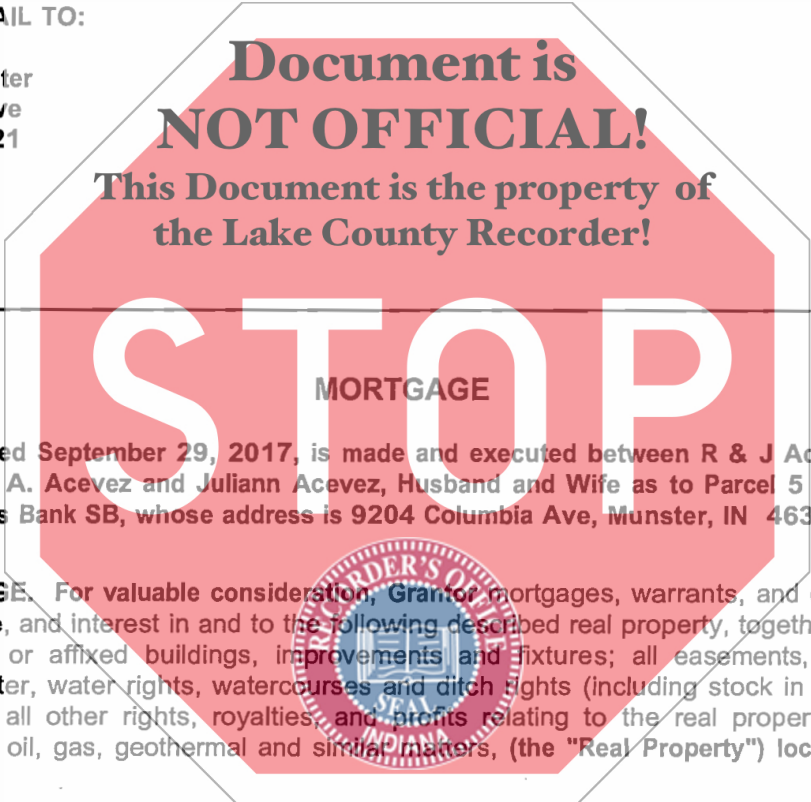 AIL TO:
Document is
ter
ve
NOT OFFICIAL!
21
This Document is the property of
the Lake County Recorder!
STOP
MORTGAGE
ed September 29, 2017, is made and executed between R & J Ac
A. Acevez and Juliann Acevez, Husband and Wife as to Parcel 5
s Bank SB, whose address is 9204 Columbia Ave, Munster, IN 463
GE. For valuable consideration, Grantor mortgages, warrants, and
e, and interest in and to the following described real property, togeth
or affixed buildings, improvements and fixtures; all easements,
ter, water rights, watercourses and ditch rights (including stock in
all other rights, royalties, and profits relating to the real proper
oil, gas, geothermal and similar matters, (the "Real Property") loc
RECORDER'S OFFICE
SEAL
INDIANA